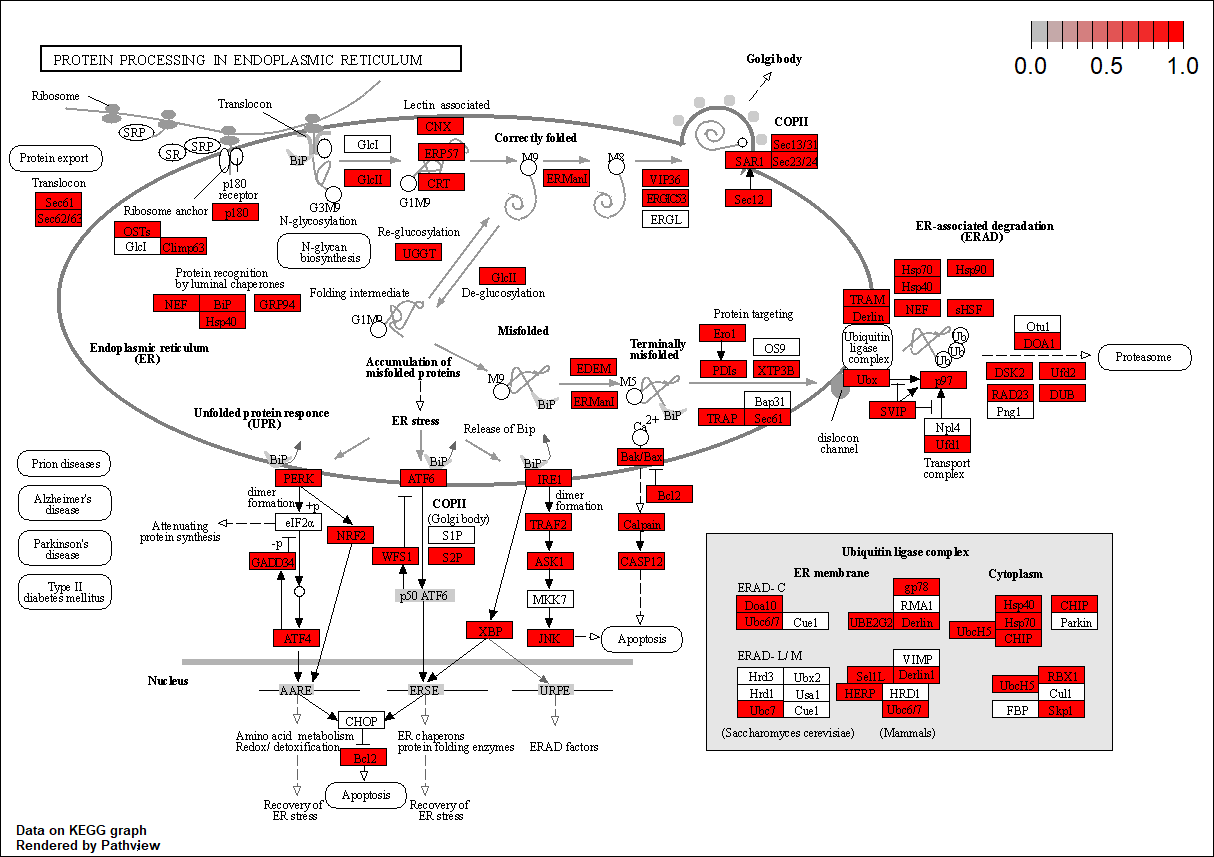 PROTEIN PROCESSING IN ENDOPLASMIC RETICULUM
0.0 0.5 1.0
Golgi body
Ribosome
SRP
SR
SRP
Translocon
Lectin associated
CNX
GlcI
BiP
ERP57
GlcII
CRT
G1M9
G3M9
N-glycosylation
Correctly folded
M9
M8
ERManI
VIP36
ERGIC53
ERGL
COPII
Sec13/31
SAR1
Sec23/24
Sec12
Protein export
Translocon
Sec61
Sec62/63
p180
receptor
Ribosome anchor
p180
OSTs
GlcI
Climp63
N-glycan
biosynthesis
Re-glucosylation
UGGT
GlcII
De-glucosylation
Protein recognition
by luminal chaperones
NEF
BiP
GRP94
Hsp40
Folding intermediate
G1M9
Endoplasmic reticulum
(ER)
Misfolded
Accumulation of
misfolded proteins
M9
BiP
EDEM
ERManI
Terminally
misfolded
M5
BiP
Protein targeting
Ero1
OS9
PDIs
XTP3B
Bap31
TRAP
Sec61
ER-associated degradation
(ERAD)
Hsp70
Hsp90
Hsp40
TRAM
Derlin
NEF
sHSF
Ubiquitin
ligase
complex
Ub
Ub
Ub
Otu1
DOA1
Proteasome
Ubx
p97
DSK2
Ufd2
RAD23
DUB
Png1
SVIP
Npl4
Ufd1
Transport
complex
dislocon
channel
Unfolded protein responce
(UPR)
ER stress
Release of Bip
Ca2+
BiP
BiP
BiP
PERK
ATF6
IRE1
Bak/Bax
Bcl2
Prion diseases
Alzheimer's
disease
Parkinson's
disease
Type II
diabetes mellitus
dimer
formation
+p
eIF2α
Attenuating
protein synthesis
-p
GADD34
NRF2
ATF4
COPII
(Golgi body)
S1P
S2P
WFS1
p50 ATF6
dimer
formation
TRAF2
ASK1
MKK7
JNK
XBP
Calpain
CASP12
Apoptosis
Nucleus
AARE
ERSE
URPE
CHOP
Amino acid metabolism
Redox/ detoxification
ER chaperons
protein folding enzymes
ERAD factors
Bcl2
Apoptosis
Recovery of
ER stress
Recovery of
ER stress
Ubiquitin ligase complex
ER membrane
Cytoplasm
ERAD- C
Doa10
Ubc6/7
Cue1
gp78
RMA1
UBE2G2
Derlin
Hsp40
CHIP
Hsp70
Parkin
UbcH5
CHIP
ERAD- L/ M
Hrd3
Ubx2
Hrd1
Usa1
Ubc7
Cue1
VIMP
Sel1L
Derlin1
HERP
HRD1
Ubc6/7
RBX1
UbcH5
Cul1
FBP
Skp1
(Saccharomyces cerevisiae)
(Mammals)
Data on KEGG graph
Rendered by Pathview